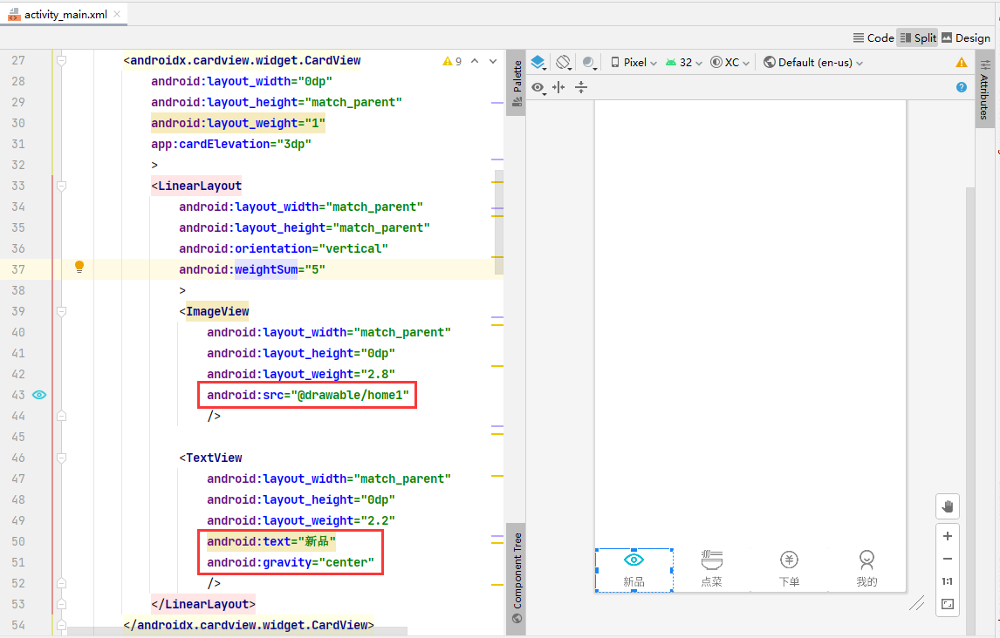 activity_main.xml
Code Split Design
27 <androidx.cardview.widget.CardView 9
28 android:layout_width="0dp"
29 android:layout_height="match_parent"
30 android:layout_weight="1"
31 app:cardElevation="3dp"
32 >
33 <LinearLayout
34 android:layout_width="match_parent"
35 android:layout_height="match_parent"
36 android:orientation="vertical"
37 android:weightSum="5"
38 >
39 <ImageView
40 android:layout_width="match_parent"
41 android:layout_height="0dp"
42 android:layout_weight="2.8"
43 android:src="@drawable/home1"
44 />
45
46 <TextView
47 android:layout_width="match_parent"
48 android:layout_height="0dp"
49 android:layout_weight="2.2"
50 android:text="新品"
51 android:gravity="center"
52 />
53 </LinearLayout>
54 </androidx.cardview.widget.CardView>
Palette
Component Tree
Pixel 32 XC Default (en-us)
Attributes
新品 点菜 下单 我的
1:1